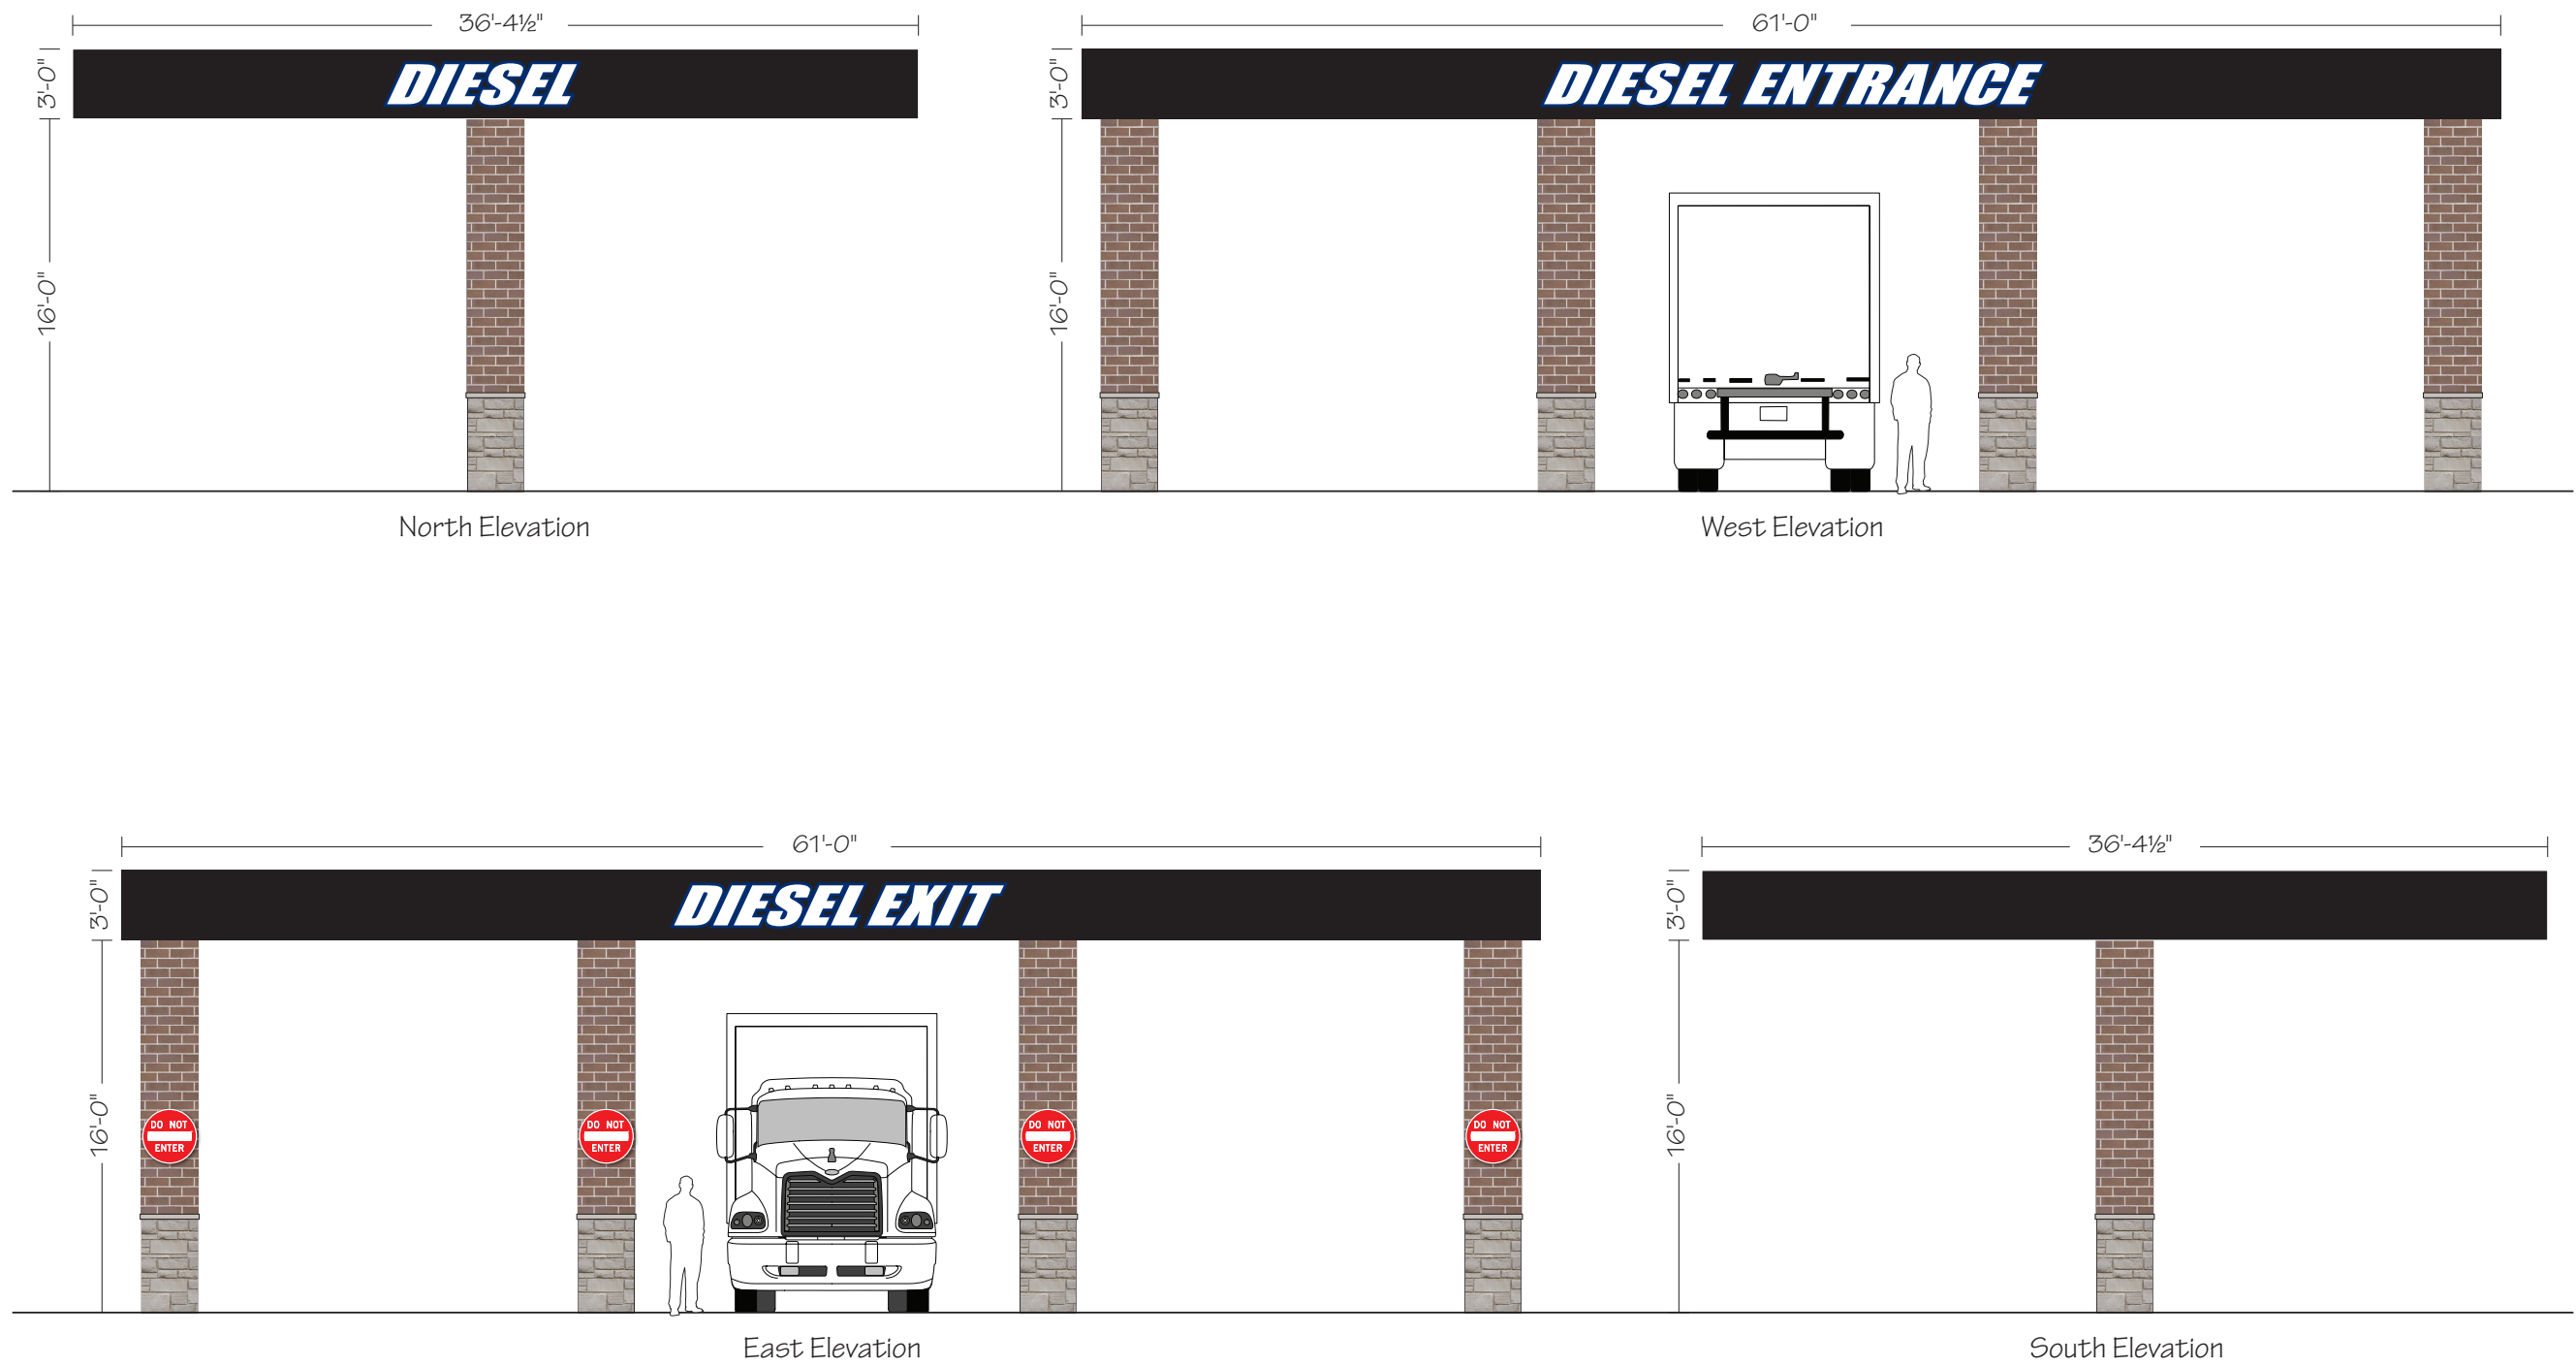 36'-4½"
61'-0"
3'-0"
DIESEL
3'-0"
DIESEL ENTRANCE
16'-0"
16'-0"
North Elevation
West Elevation
61'-0"
36'-4½"
3'-0"
DIESEL EXIT
3'-0"
16'-0"
DO NOT
ENTER
DO NOT
ENTER
DO NOT
ENTER
DO NOT
ENTER
16'-0"
East Elevation
South Elevation